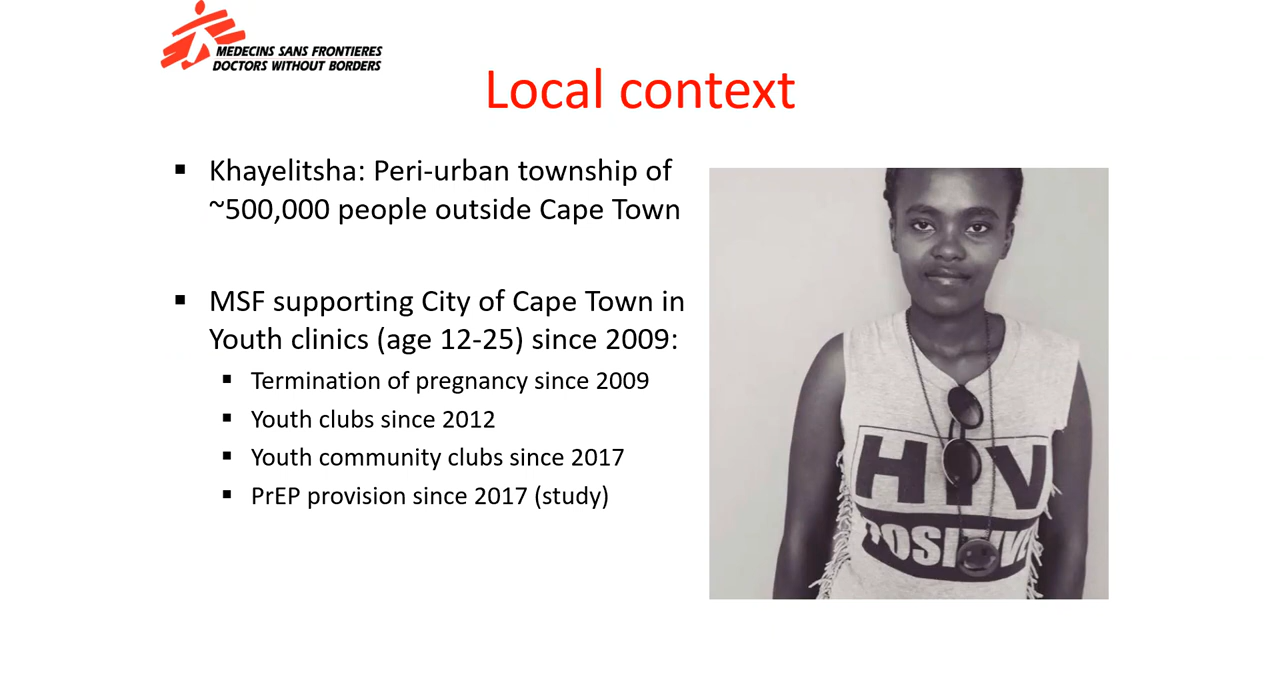 MEDECINS SANS FRONTIERES
DOCTORS WITHOUT BORDERS
Local context
▪ Khayelitsha: Peri-urban township of
~500,000 people outside Cape Town
▪ MSF supporting City of Cape Town in
Youth clinics (age 12-25) since 2009:
▪ Termination of pregnancy since 2009
▪ Youth clubs since 2012
▪ Youth community clubs since 2017
▪ PrEP provision since 2017 (study)
HIV
POSITIVE